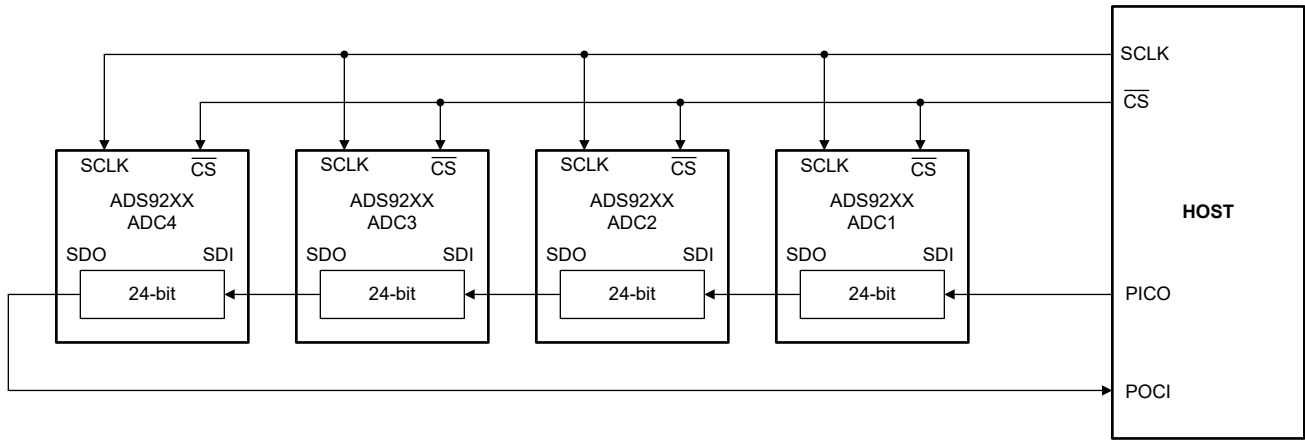 SCLK
CS
SCLK CS
ADS92XX
ADC4
SDO SDI
24-bit
SCLK CS
ADS92XX
ADC3
SDO SDI
24-bit
SCLK CS
ADS92XX
ADC2
SDO SDI
24-bit
SCLK CS
ADS92XX
ADC1
SDO SDI
24-bit
HOST
PICO
POCI